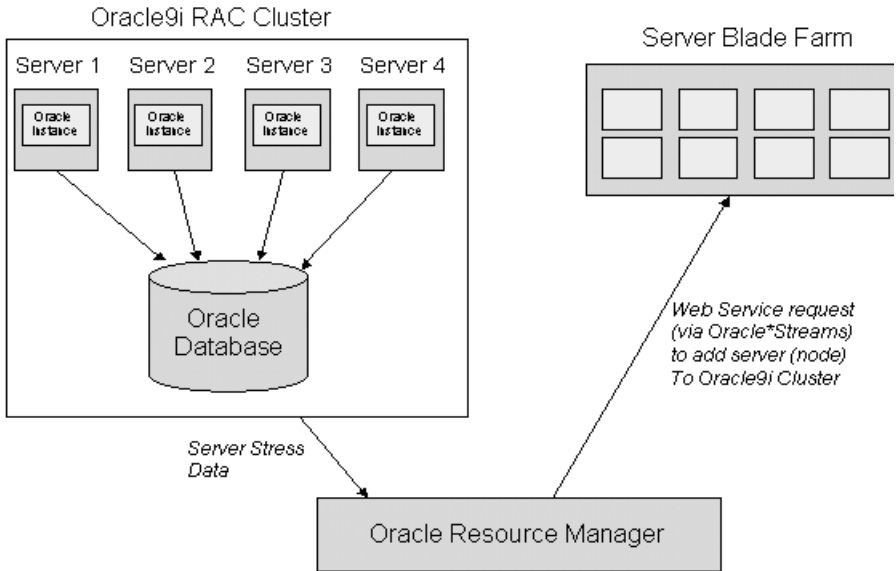 Oracle9i RAC Cluster
Server 1
Server 2
Server 3
Server 4
Oracle
Instance
Oracle
Instance
Oracle
Instance
Oracle
Instance
Oracle
Database
Server Blade Farm
Web Service request
(via Oracle*Streams)
to add server (node)
To Oracle9i Cluster
Server Stress
Data
Oracle Resource Manager